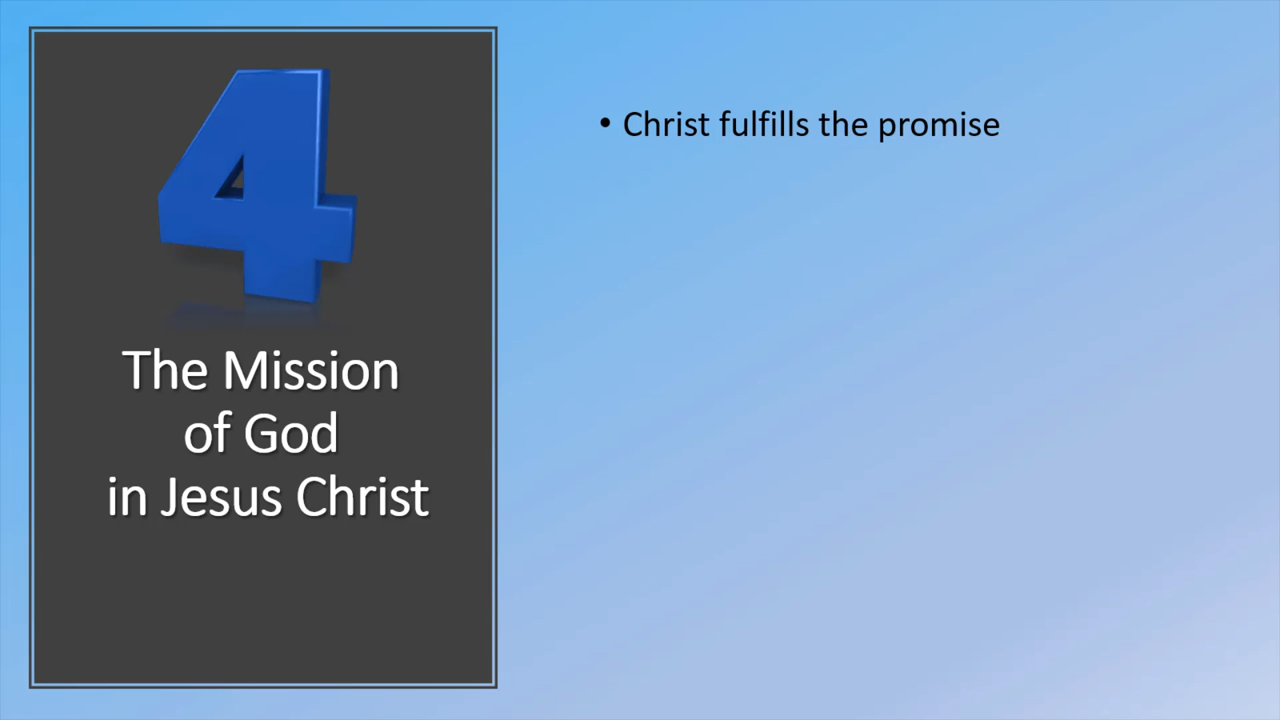 4
The Mission
of God
in Jesus Christ
• Christ fulfills the promise